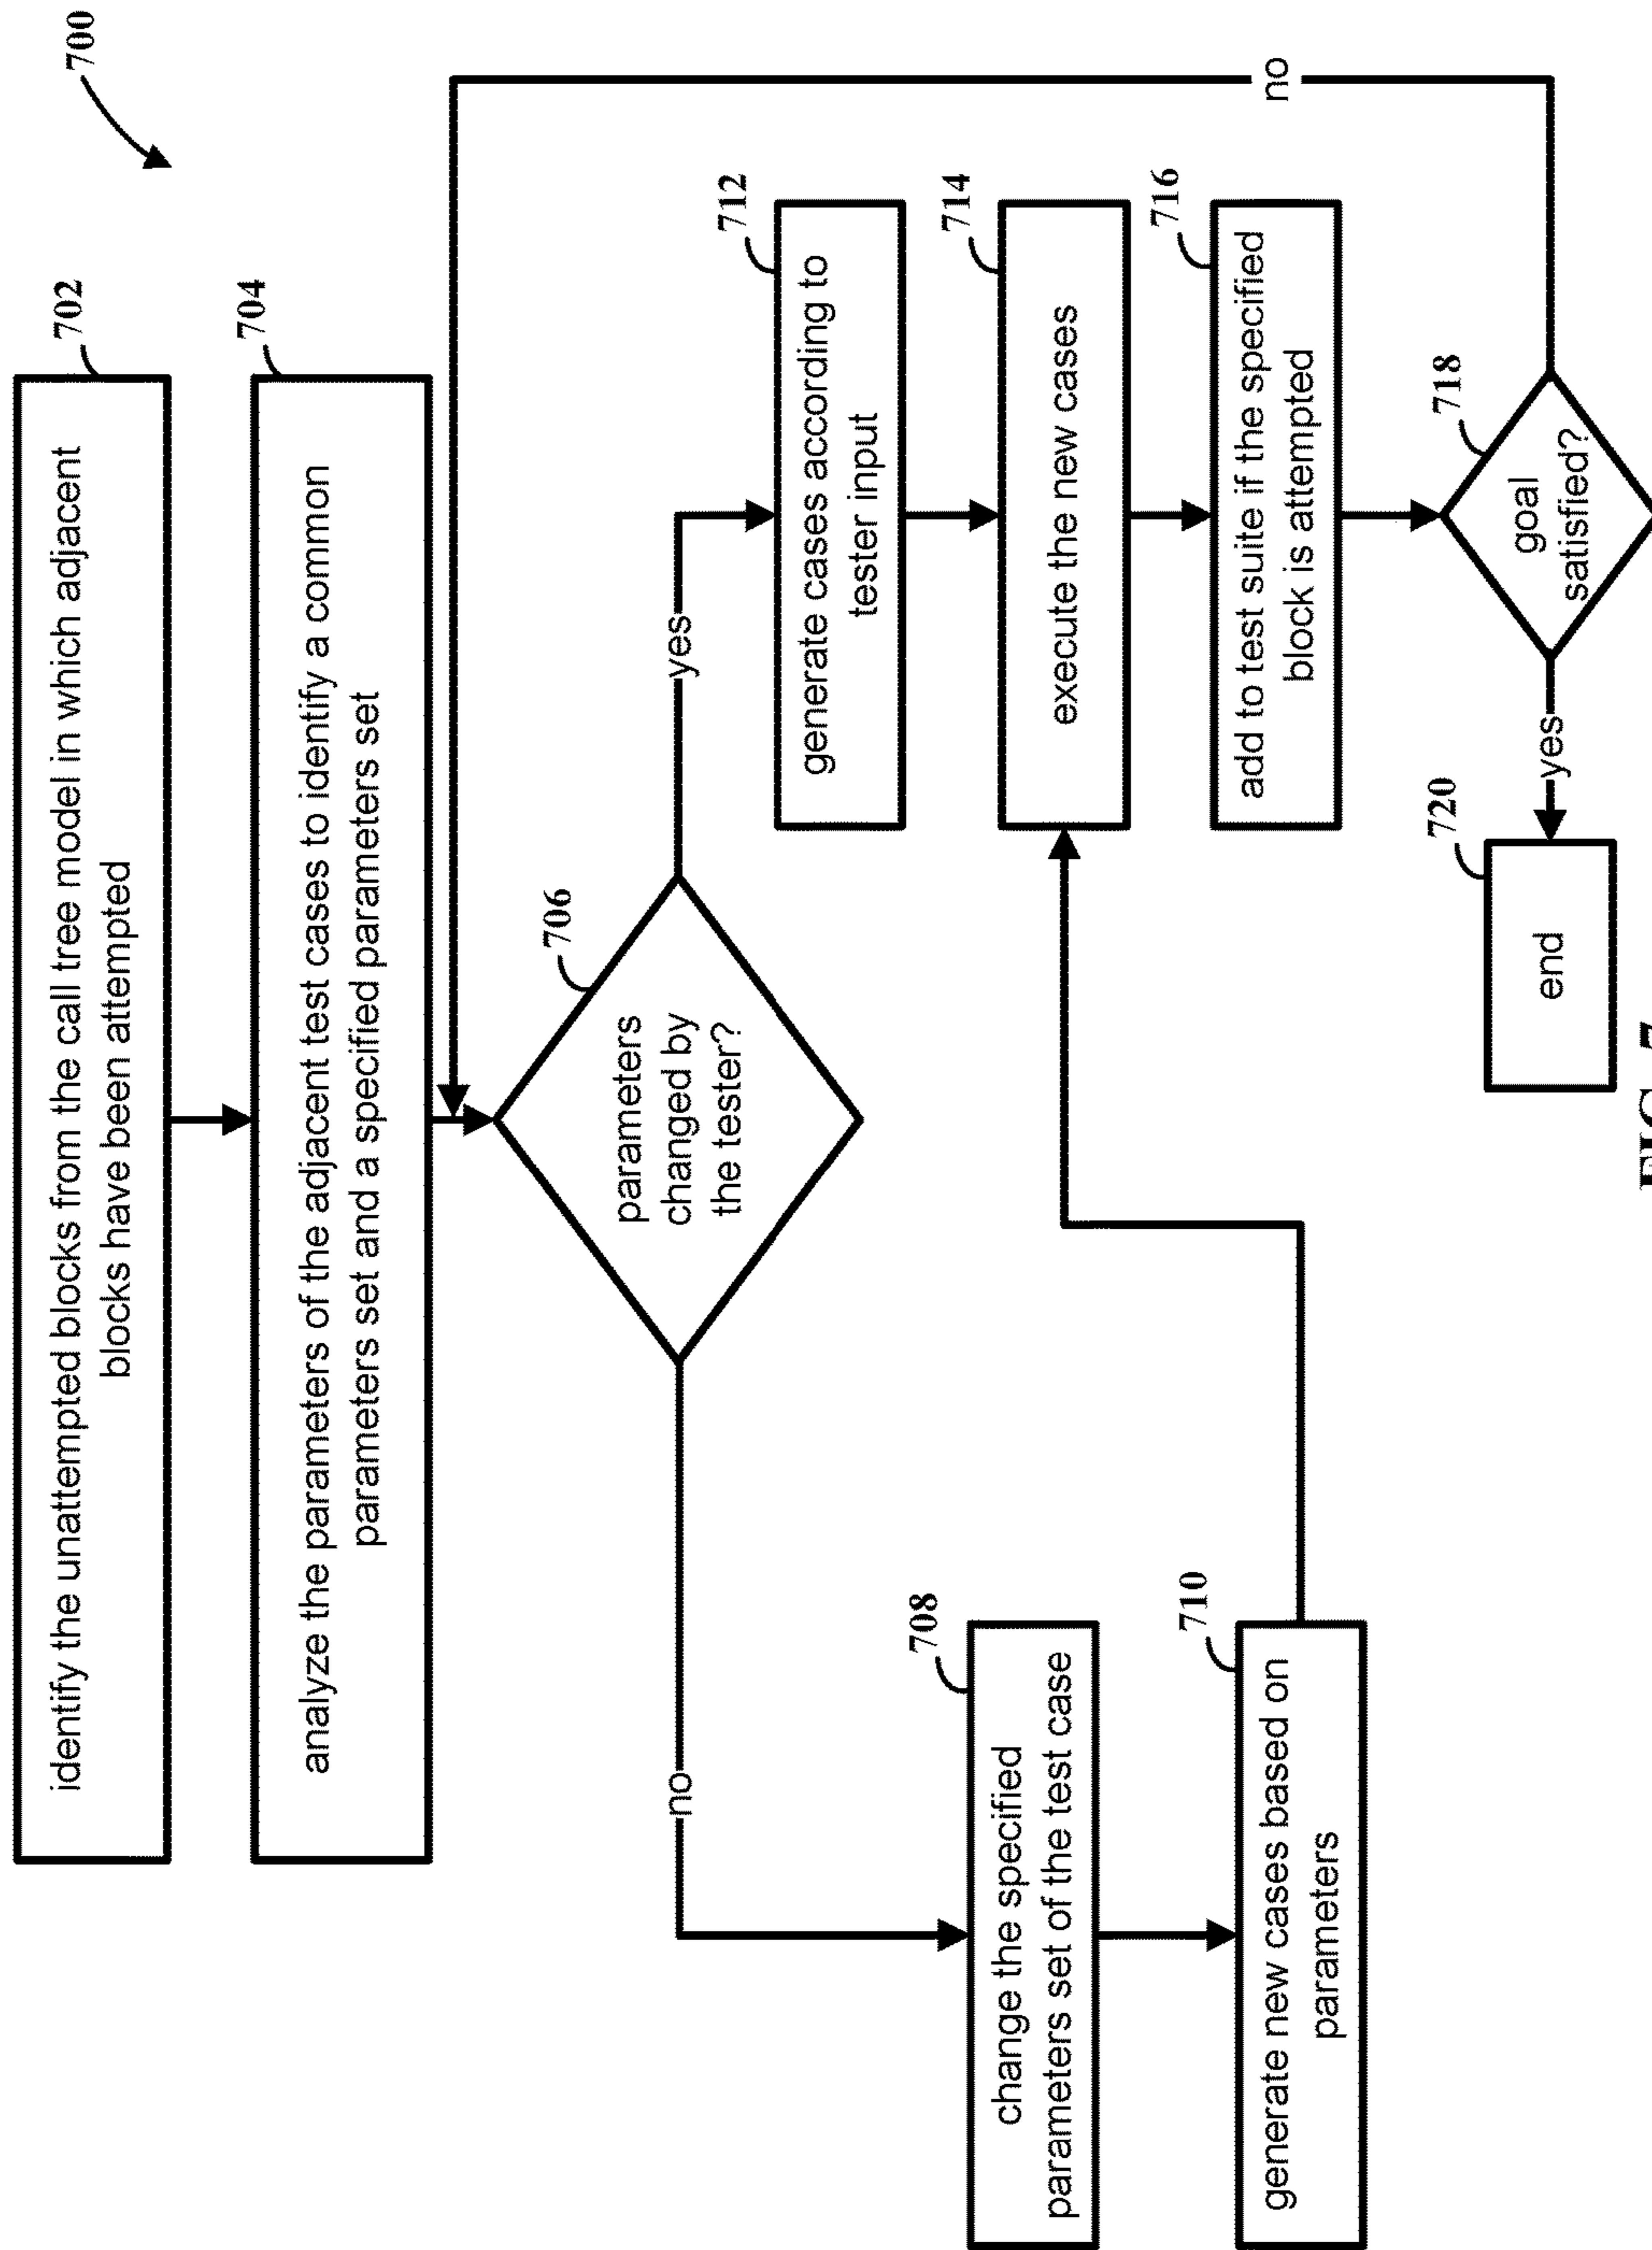 700
702
identify the unattempted blocks from the call tree model in which adjacent
blocks have been attempted
704
analyze the parameters of the adjacent test cases to identify a common
parameters set and a specified parameters set
706
parameters
changed by
the tester?
no
yes
708
change the specified
parameters set of the test case
710
generate new cases based on
parameters
712
generate cases according to
tester input
714
execute the new cases
716
add to test suite if the specified
block is attempted
718
goal
satisfied?
no
yes
720
end